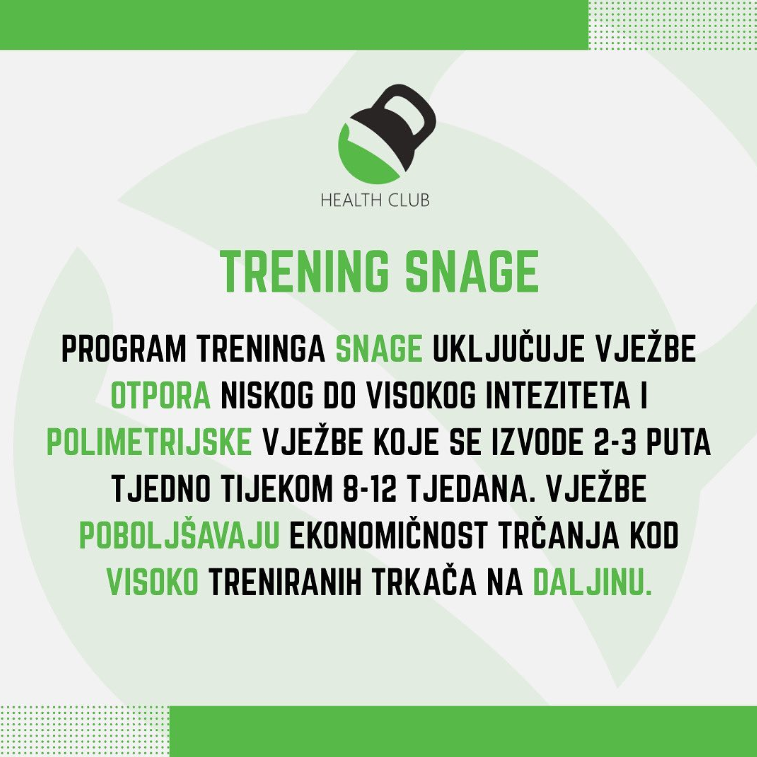 HEALTH CLUB
TRENING SNAGE
PROGRAM TRENINGA SNAGE UKLJUČUJE VJEŽBE
OTPORA NISKOG DO VISOKOG INTEZITETA I
POLIMETRIJSKE VJEŽBE KOJE SE IZVODE 2-3 PUTA
TJEDNO TIJEKOM 8-12 TJEDANA. VJEŽBE
POBOLJŠAVAJU EKONOMIČNOST TRČANJA KOD
VISOKO TRENIRANIH TRKAČA NA DALJINU.